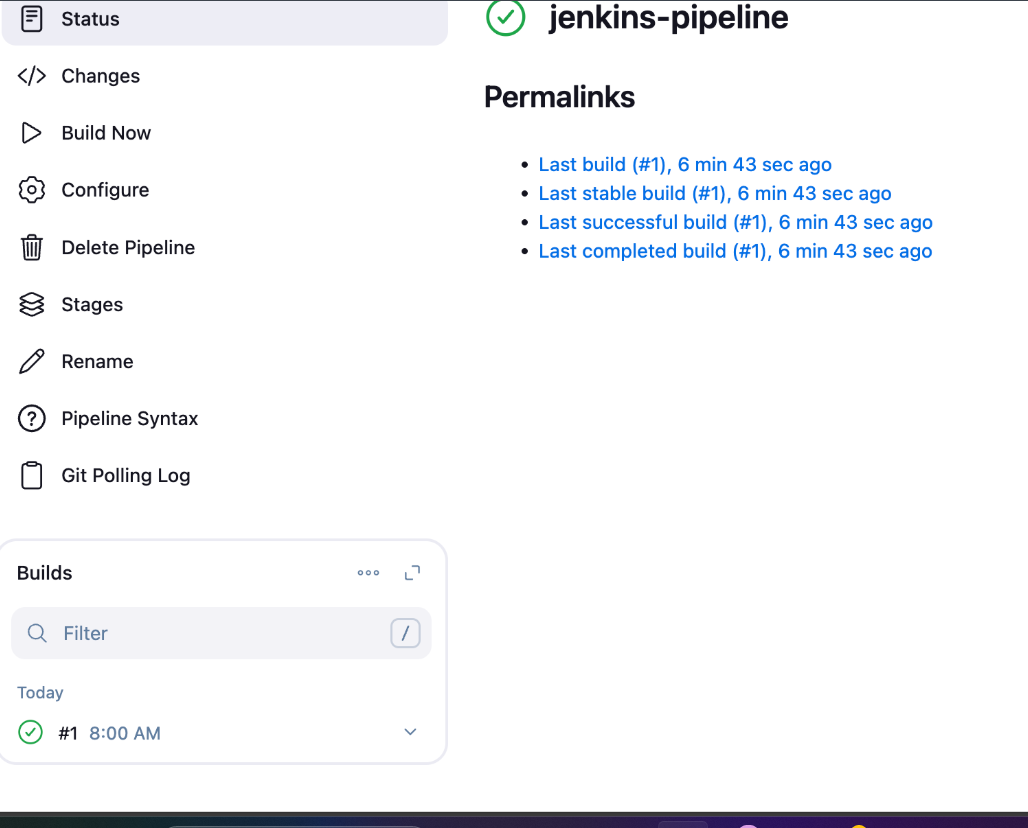 Status
Changes
Build Now
Configure
Delete Pipeline
Stages
Rename
Pipeline Syntax
Git Polling Log
Builds
Filter
/
Today
#1 8:00 AM
jenkins-pipeline
Permalinks
Last build (#1), 6 min 43 sec ago
Last stable build (#1), 6 min 43 sec ago
Last successful build (#1), 6 min 43 sec ago
Last completed build (#1), 6 min 43 sec ago